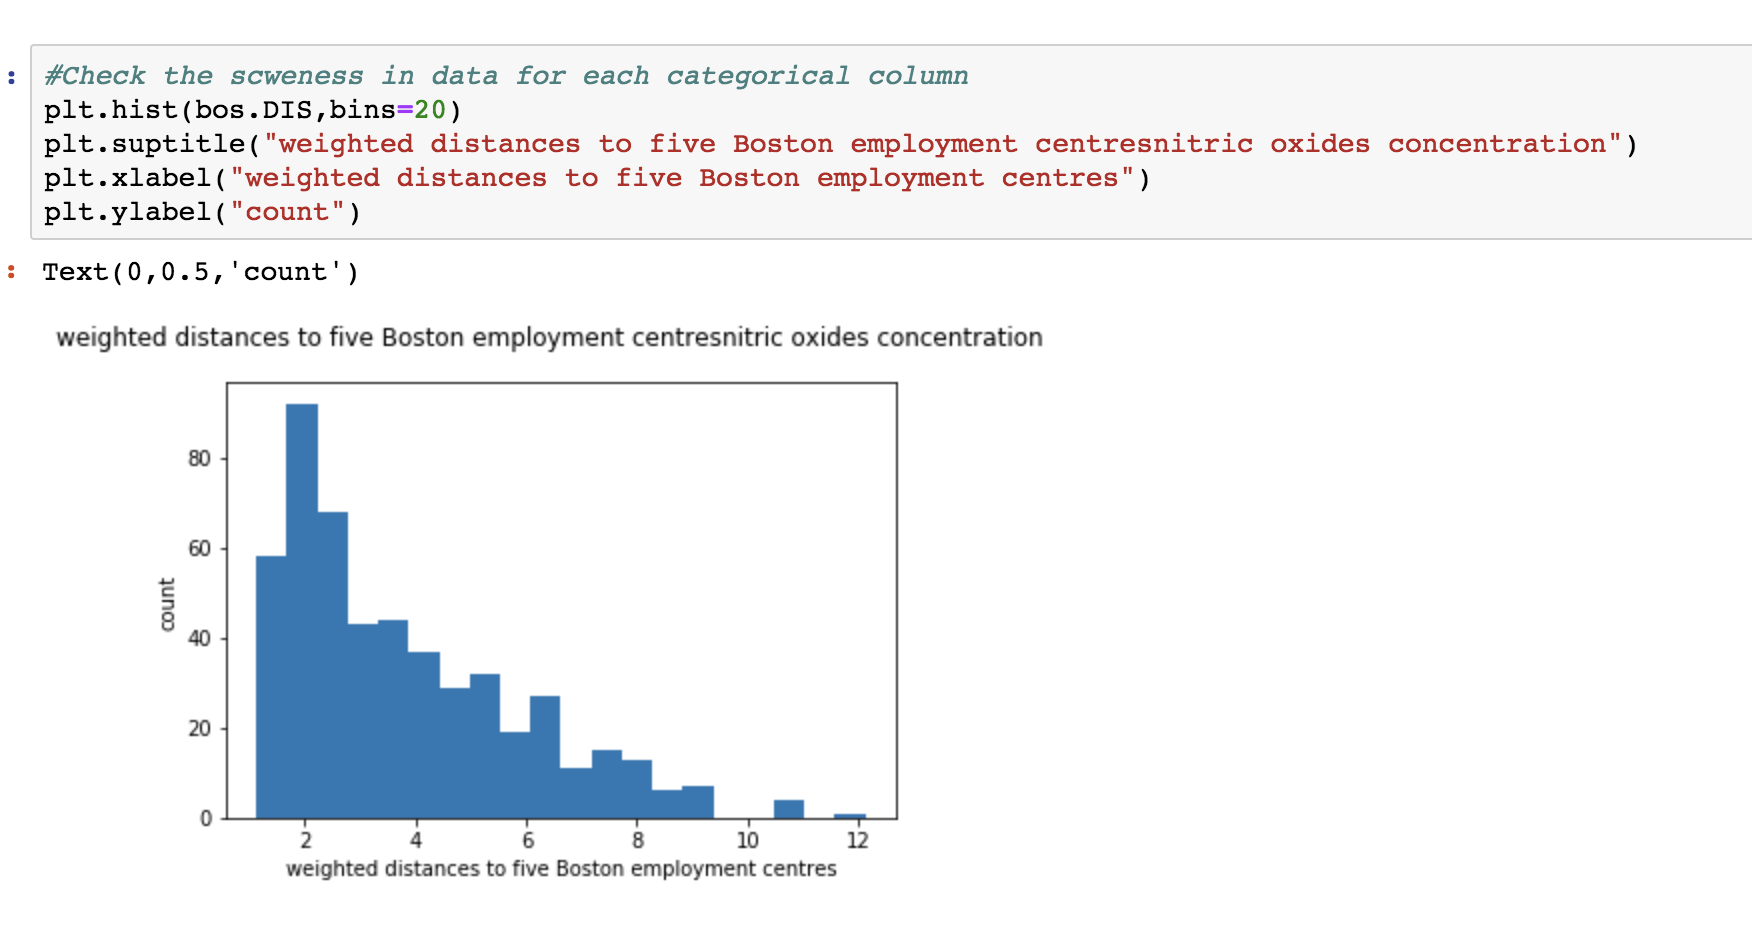 :
#Check the scweness in data for each categorical column
plt.hist(bos.DIS,bins=20)
plt.suptitle("weighted distances to five Boston employment centresnitric oxides concentration")
plt.xlabel("weighted distances to five Boston employment centres")
plt.ylabel("count")
:
Text(0,0.5,'count')
weighted distances to five Boston employment centresnitric oxides concentration
80
60
40
20
0
count
2 4 6 8 10 12
weighted distances to five Boston employment centres